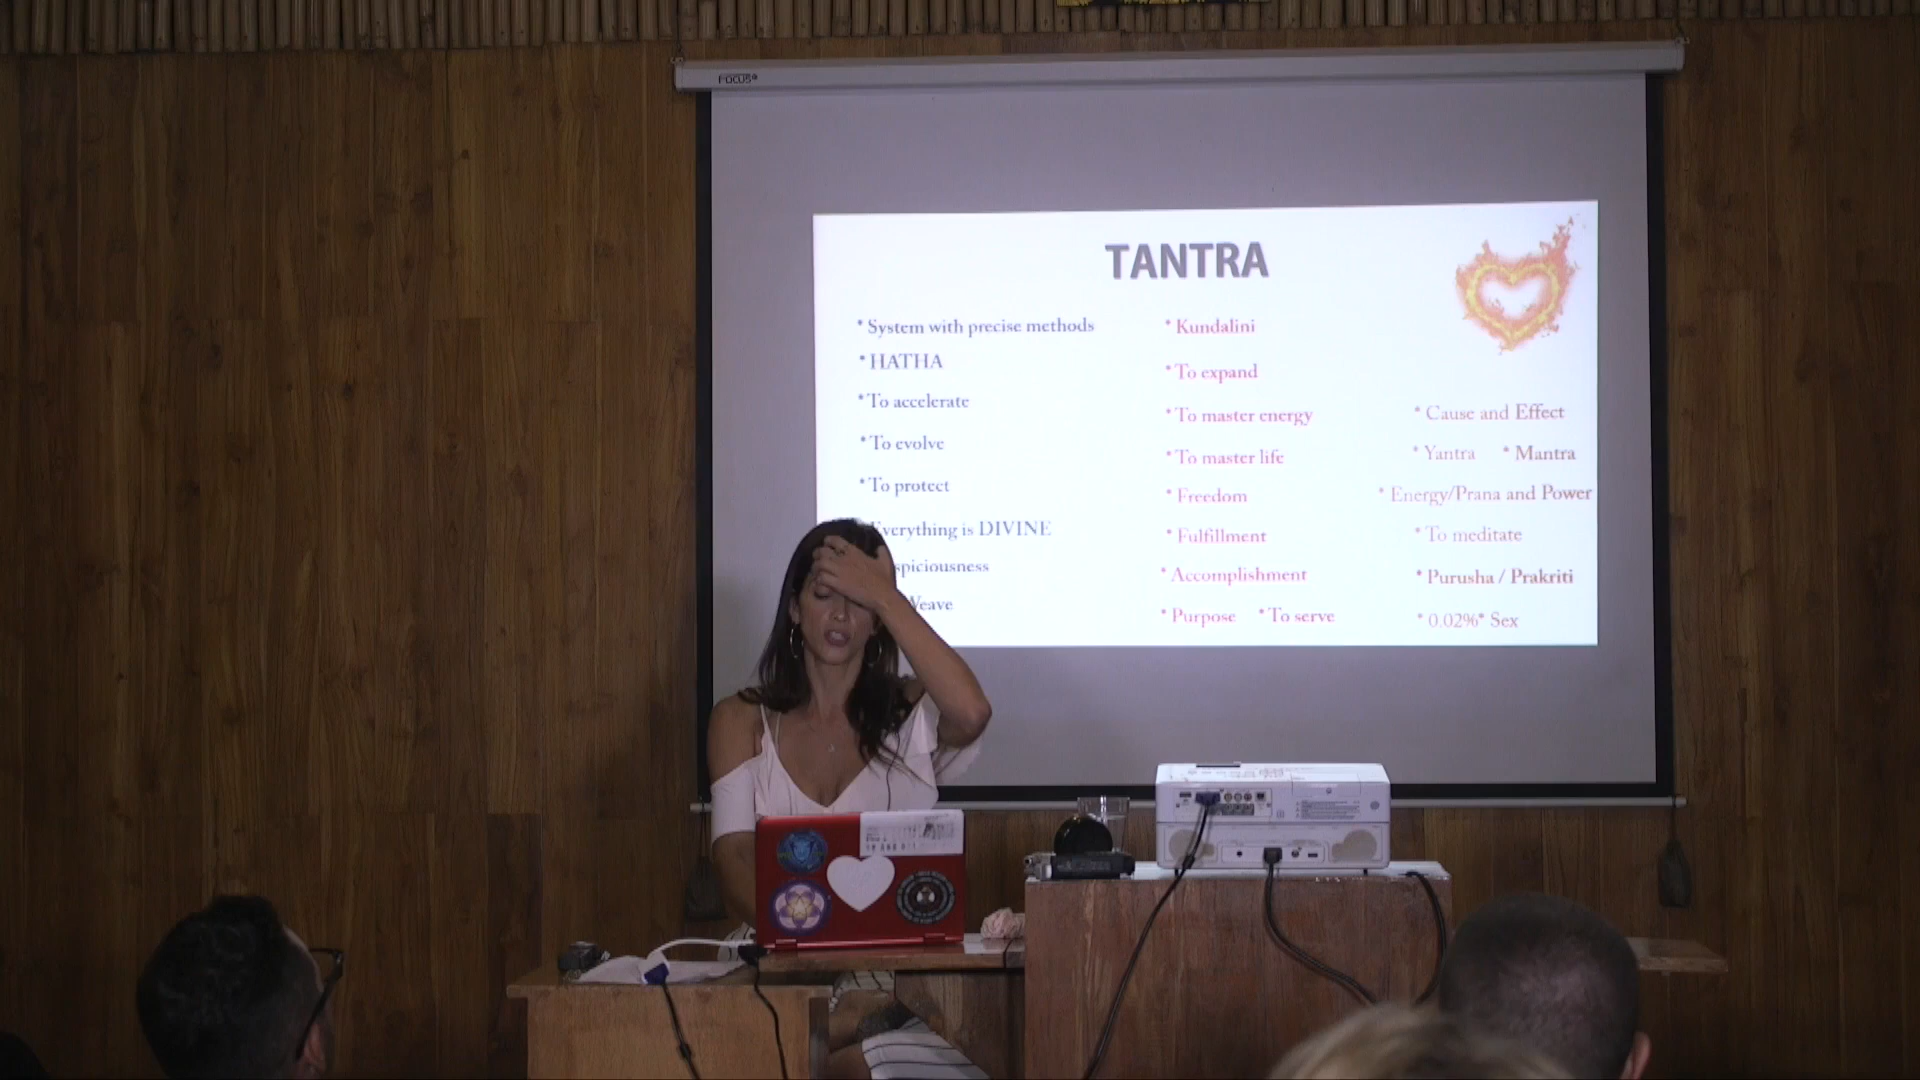 FOCUS
TANTRA
* System with precise methods
* HATHA
* To accelerate
* To evolve
* To protect
Everything is DIVINE
spiciousness
Weave
* Kundalini
* To expand
* To master energy
* To master life
* Freedom
* Fulfillment
* Accomplishment
* Purpose * To serve
* Cause and Effect
* Yantra * Mantra
* Energy/Prana and Power
* To meditate
* Purusha / Prakriti
* 0.02%* Sex